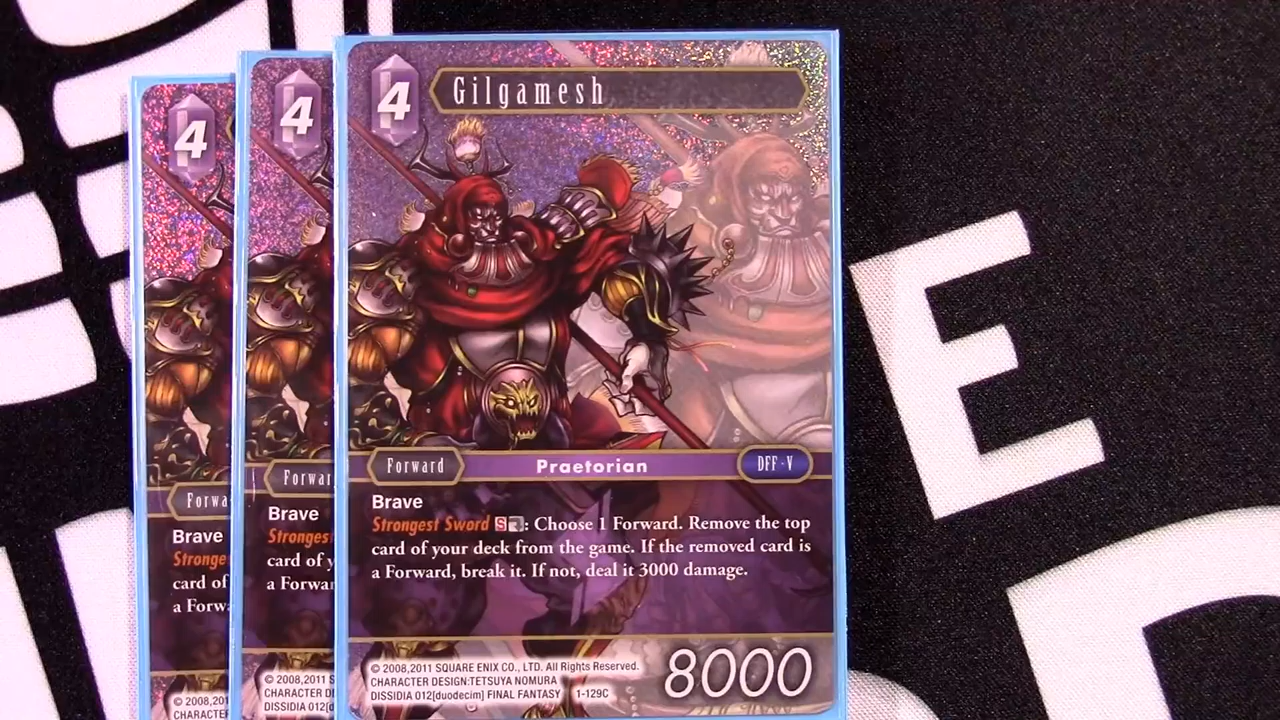 4
4
4
Gilgamesh
Forward
Praetorian
DFF · V
Brave
Strongest Sword S: Choose 1 Forward. Remove the top
card of your deck from the game. If the removed card is
a Forward, break it. If not, deal it 3000 damage.
© 2008,2011 SQUARE ENIX CO., LTD. All Rights Reserved.
CHARACTER DESIGN:TETSUYA NOMURA
DISSIDIA 012[duodecim] FINAL FANTASY
1-129C
8000
Forwar
Brave
Strongest
card of y
a Forwar
© 2008,2011 S
CHARACTER D
DISSIDIA 012[d
Forwa
Brave
Stronge
card of
a Forwa
© 2008,201
CHARACTER
E